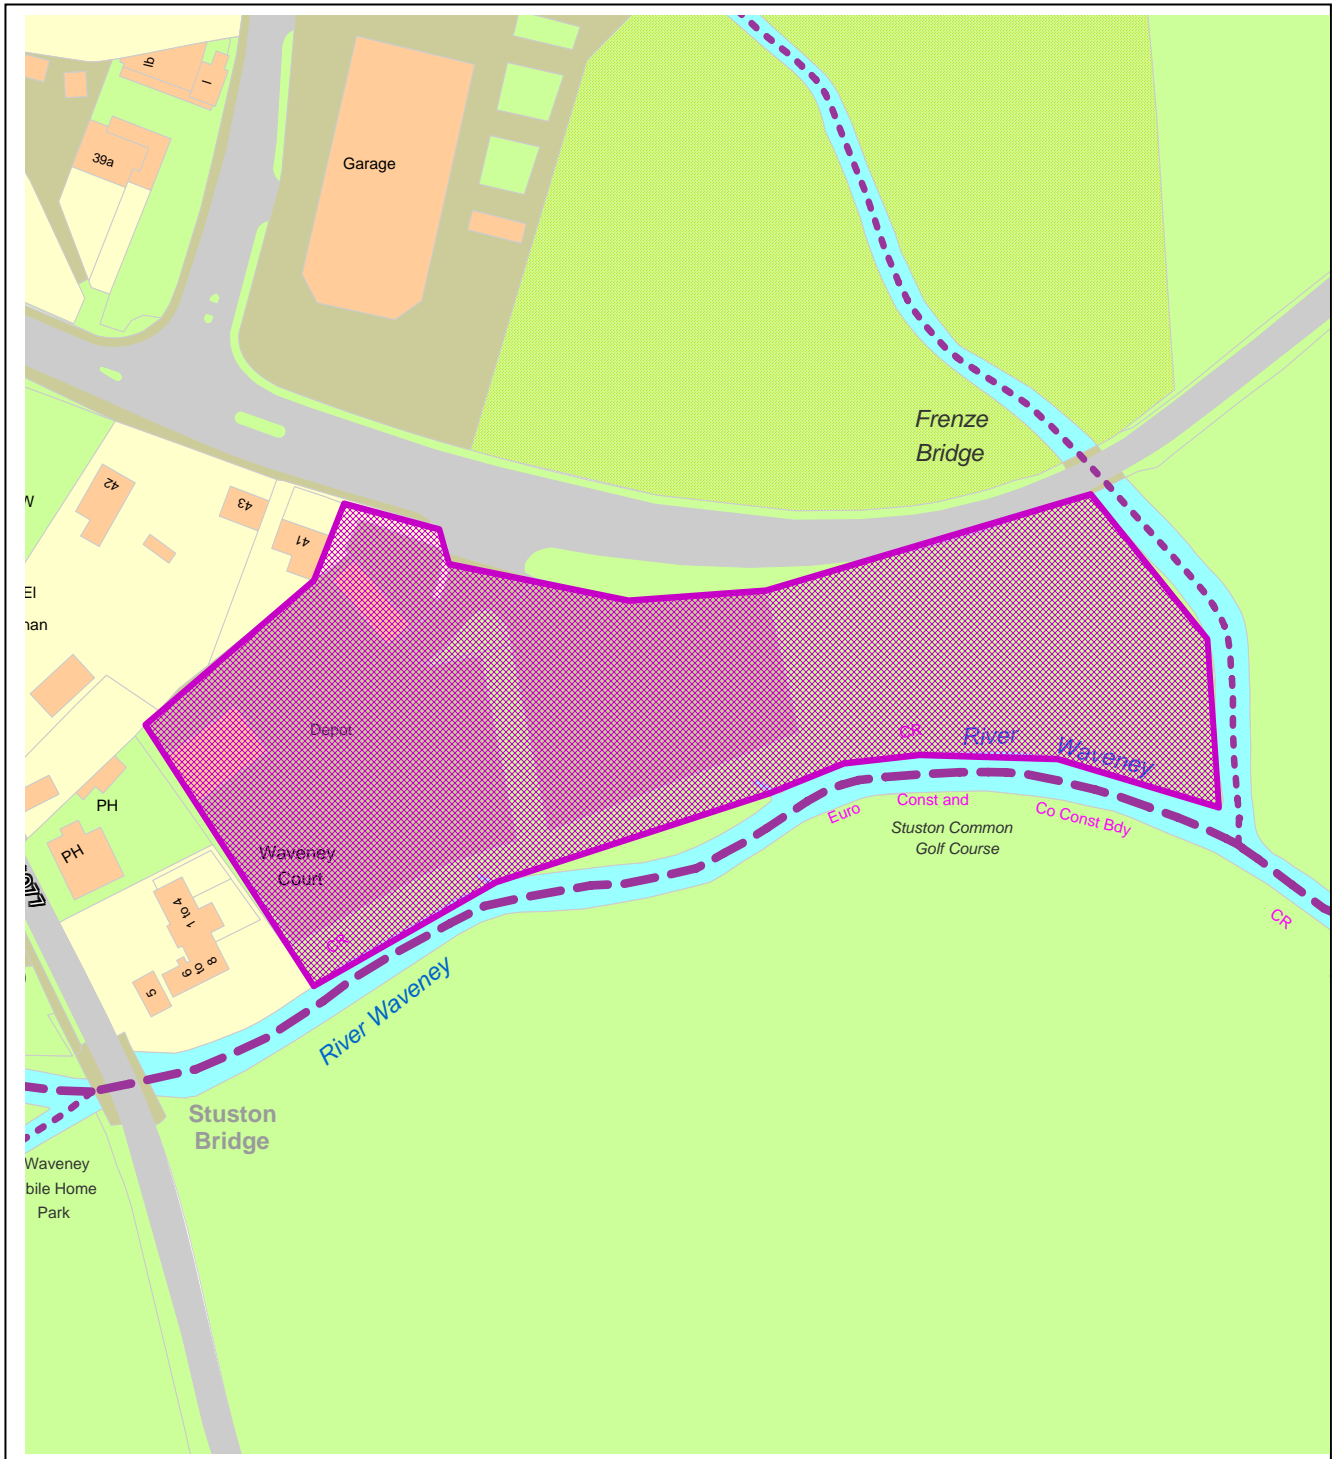 lb
1
39a
Garage
Frenze
Bridge
42
43
41
W
El
nan
Depot
CR
River Waveney
PH
Euro
Const and
Co Const Bdy
Stuston Common
Golf Course
PH
Waveney
Court
1 to 4
CR
CR
6 to 8
5
River Waveney
Stuston
Bridge
Waveney
bile Home
Park